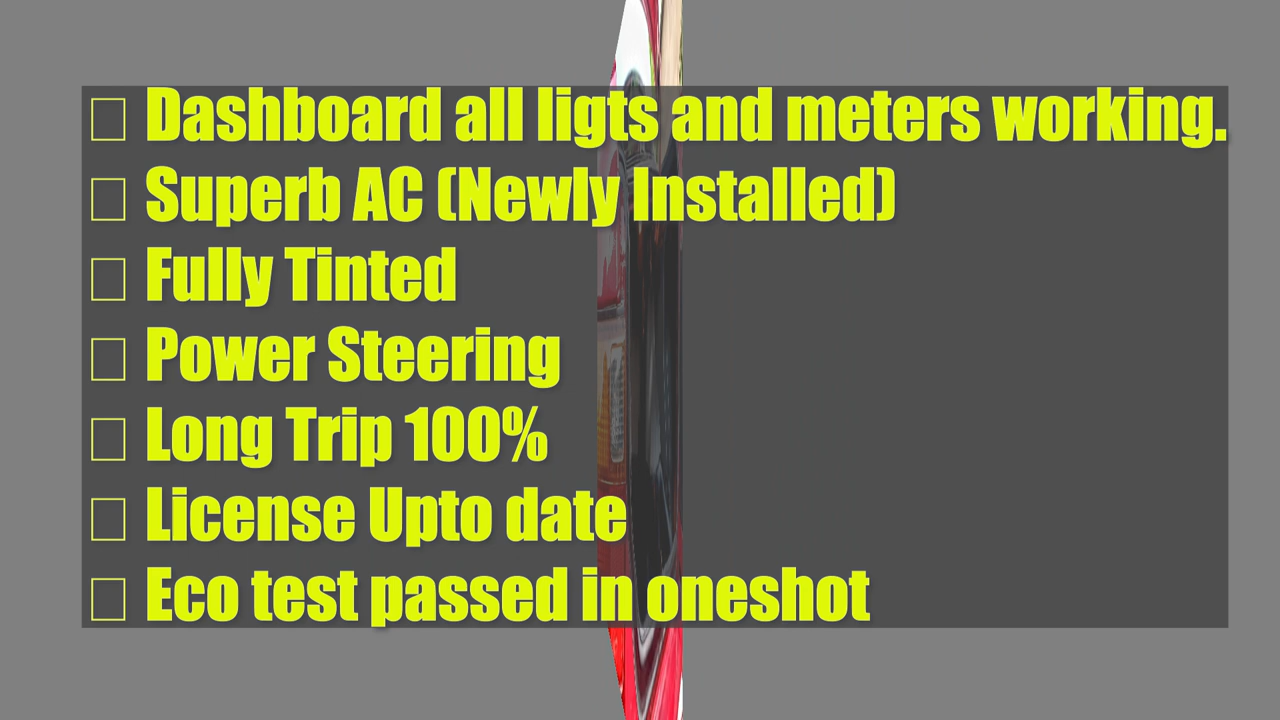 □ Dashboard all ligts and meters working.
□ Superb AC (Newly Installed)
□ Fully Tinted
□ Power Steering
□ Long Trip 100%
□ License Upto date
□ Eco test passed in oneshot